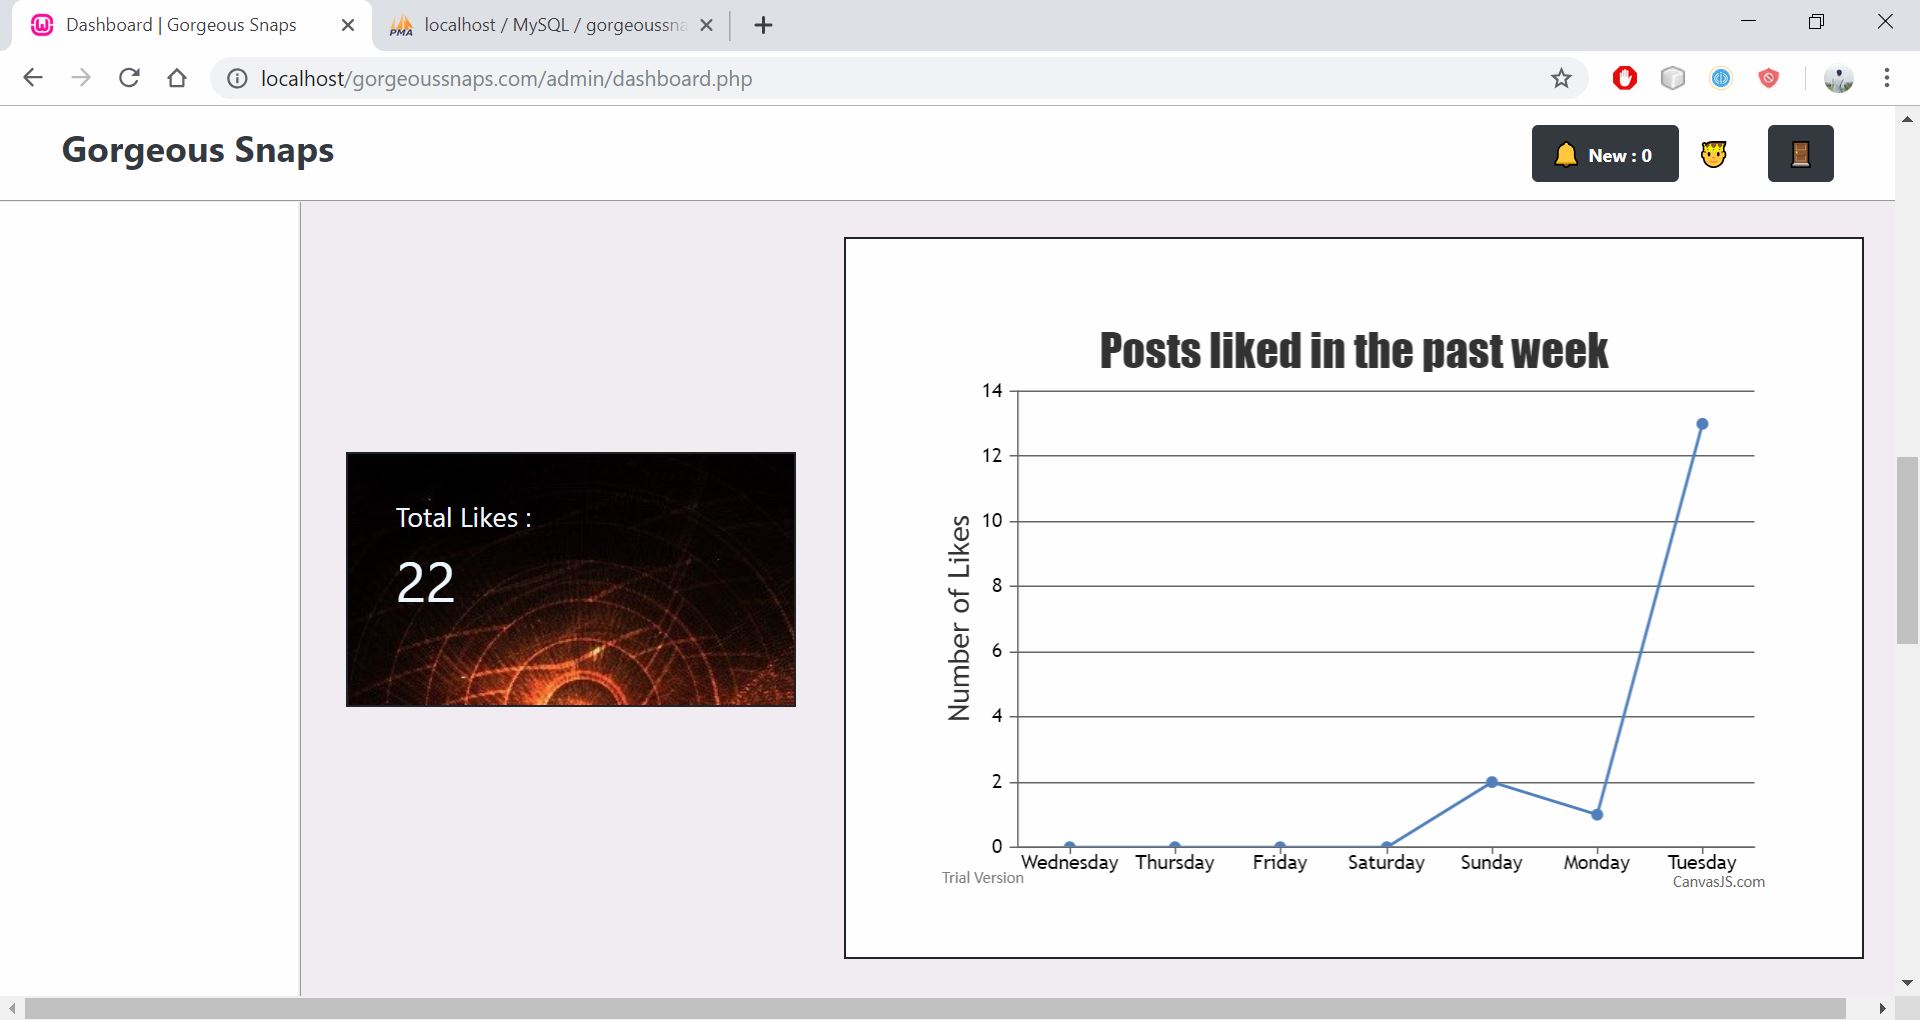 Dashboard | Gorgeous Snaps
localhost / MySQL / gorgeoussna
PMA
localhost/gorgeoussnaps.com/admin/dashboard.php
Gorgeous Snaps
New : 0
Total Likes :
22
Posts liked in the past week
Number of Likes
14
12
10
8
6
4
2
0
Wednesday Thursday Friday Saturday Sunday Monday Tuesday
Trial Version
CanvasJS.com